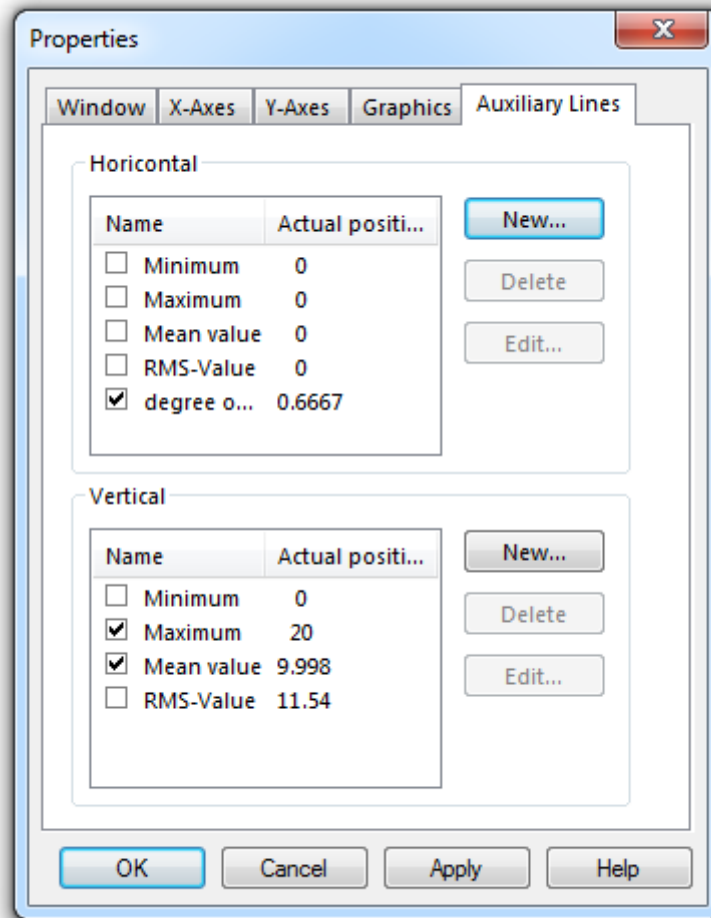 Properties
Window X-Axes Y-Axes Graphics Auxiliary Lines
Horicontal
Name Actual positi...
Minimum 0
Maximum 0
Mean value 0
RMS-Value 0
degree o... 0.6667
New...
Delete
Edit...
Vertical
Name Actual positi...
Minimum 0
Maximum 20
Mean value 9.998
RMS-Value 11.54
New...
Delete
Edit...
OK Cancel Apply Help